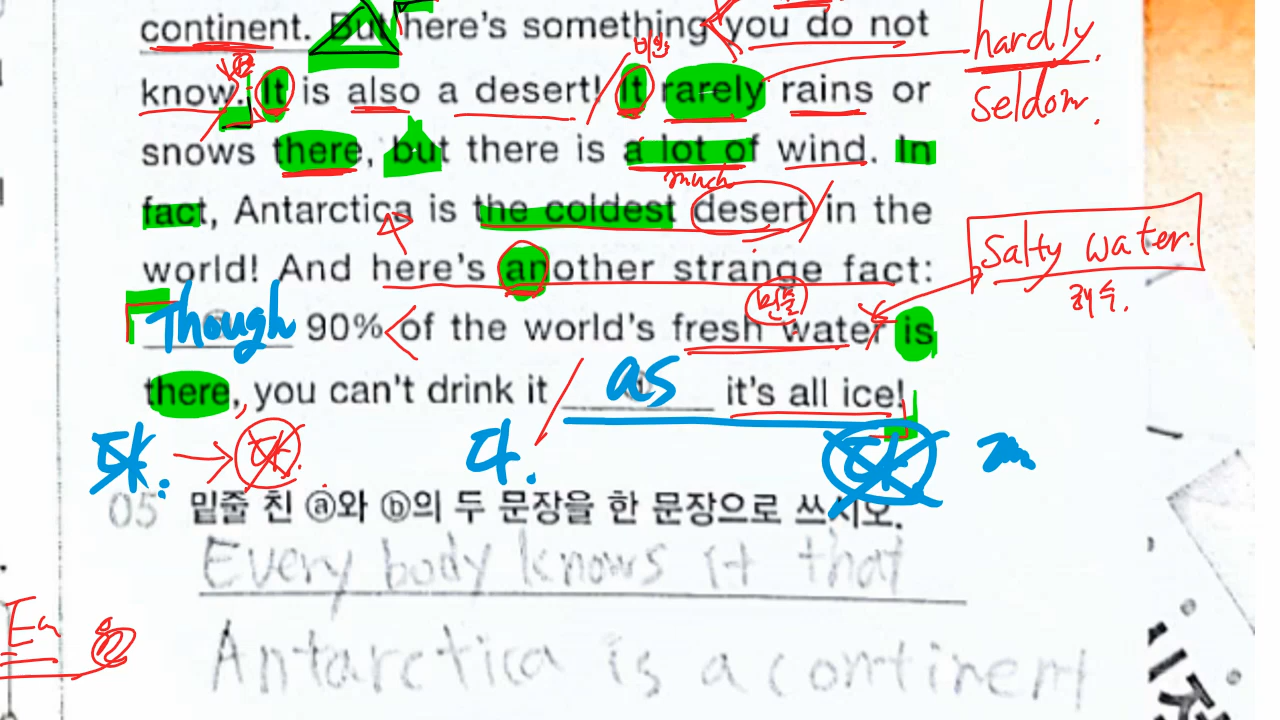 continent. But here's something you do not
hardly
know. It is also a desert! It rarely rains or
seldom
snows there, but there is a lot of wind. In
much
fact, Antarctica is the coldest desert in the
Salty water.
world! And here's another strange fact:
해수.
민물
Though 90% of the world's fresh water is
there, you can't drink it as it's all ice!
05 밑줄 친 ⓐ와 ⓑ의 두 문장을 한 문장으로 쓰시오.
Every body knows it that
Antarctica is a continent